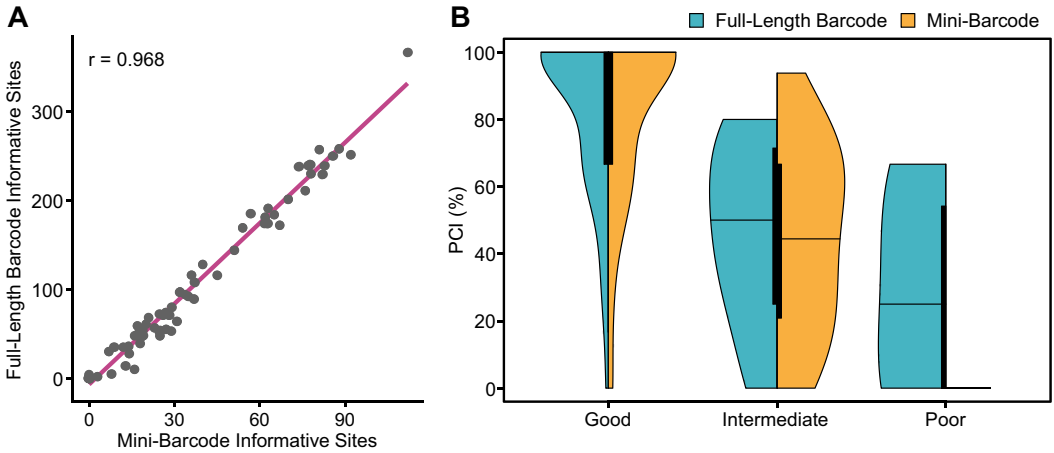 A
r = 0.968
Full-Length Barcode Informative Sites
300
200
100
0
0 30 60 90
Mini-Barcode Informative Sites
B
Full-Length Barcode Mini-Barcode
PCI (%)
100
80
60
40
20
0
Good Intermediate Poor